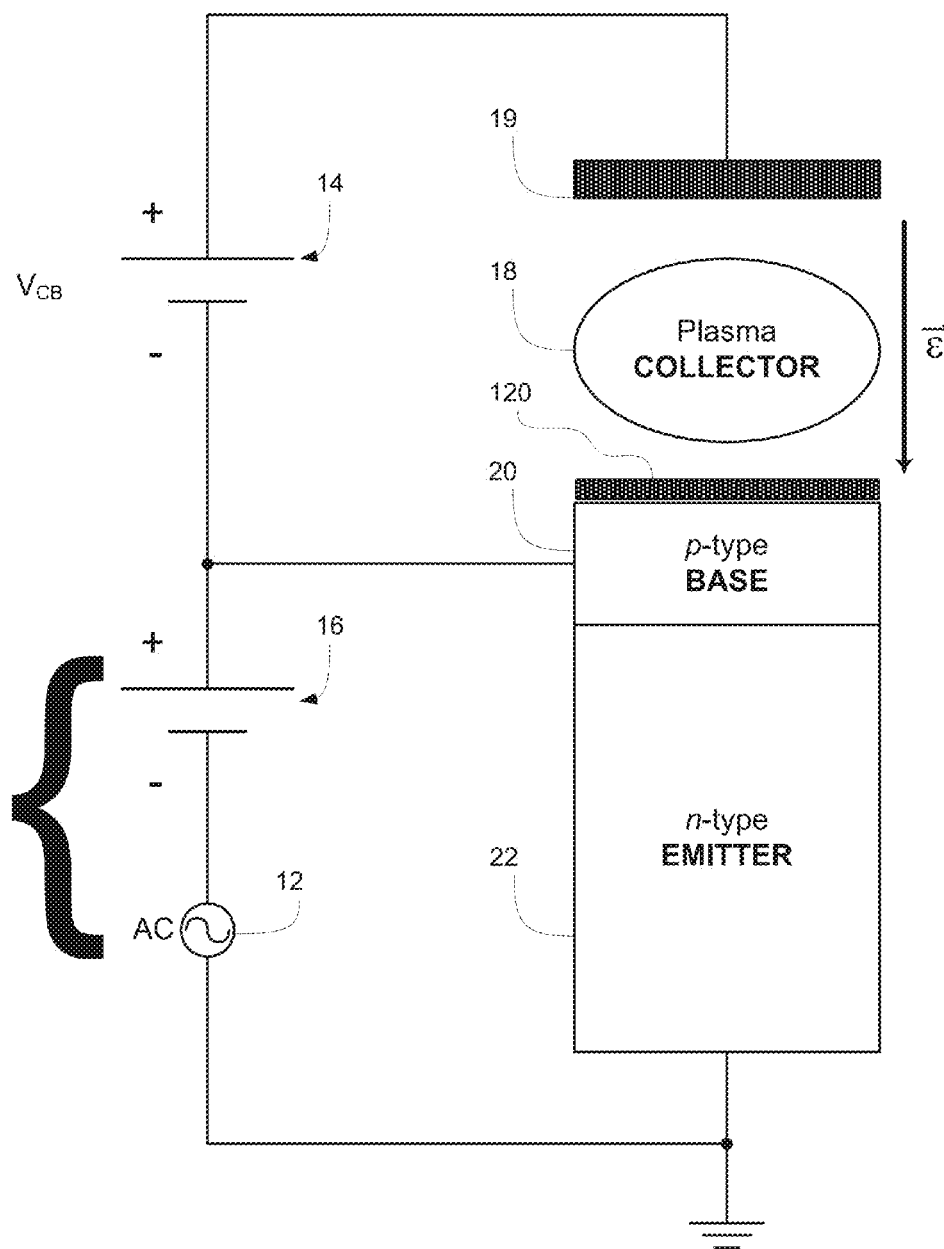 19
+
14
V_CB
-
18
Plasma
COLLECTOR
ε
120
20
p-type
BASE
+
16
-
n-type
EMITTER
22
12
AC